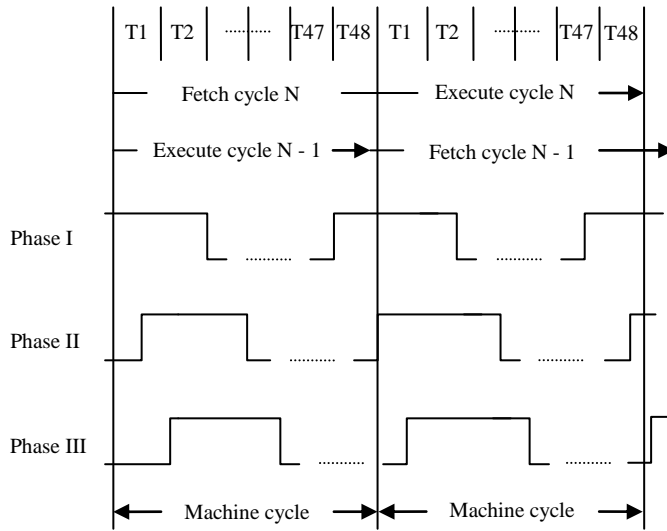 T1 T2 ............ T47 T48 T1 T2 ............ T47 T48
Fetch cycle N Execute cycle N
Execute cycle N - 1 Fetch cycle N - 1
Phase I
Phase II
Phase III
Machine cycle Machine cycle